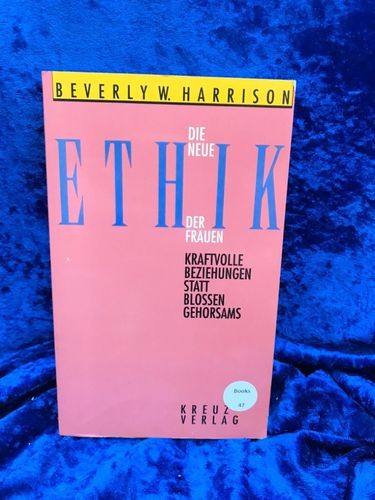 BEVERLY W. HARRISON
DIE
NEUE
ETHIK
DER
FRAUEN
KRAFTVOLLE
BEZIEHUNGEN
STATT
BLOSSEN
GEHORSAMS
Books
47
KREUZ
VERLAG